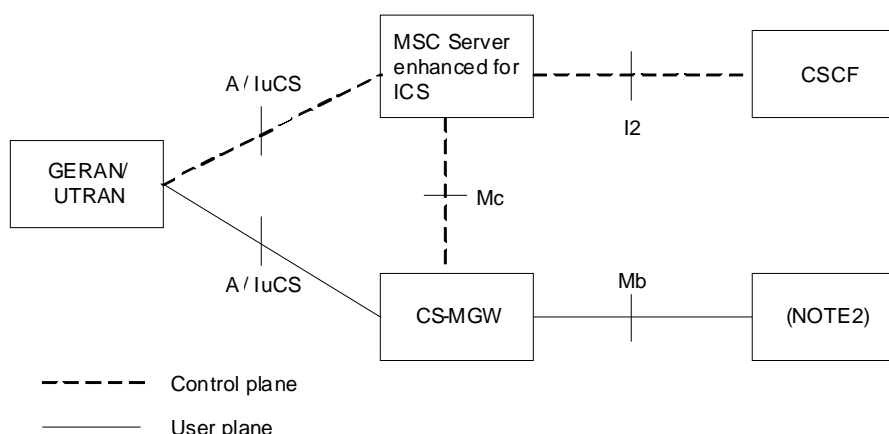 MSC Server
enhanced for
ICS
CSCF
A / IuCS
I2
GERAN/
UTRAN
Mc
A / IuCS
Mb
CS-MGW
(NOTE2)
Control plane
User plane